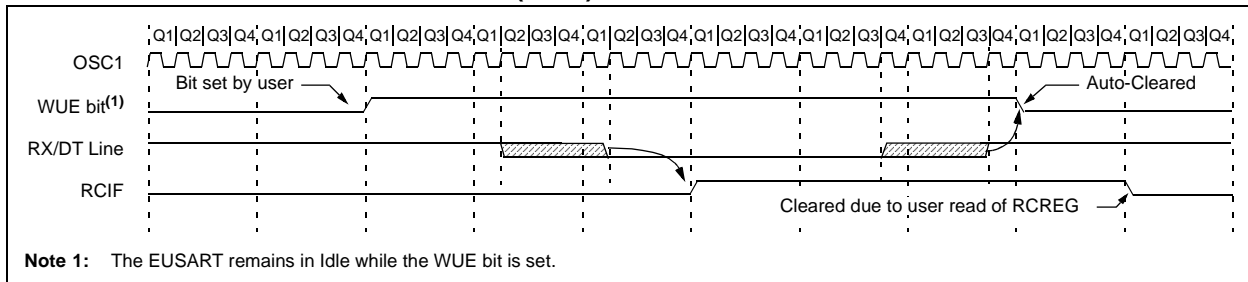 Q1|Q2|Q3|Q4|Q1|Q2|Q3|Q4|Q1|Q2|Q3|Q4|Q1|Q2|Q3|Q4|Q1|Q2|Q3|Q4|Q1|Q2|Q3|Q4|Q1|Q2|Q3|Q4|Q1|Q2|Q3|Q4|Q1|Q2|Q3|Q4|Q1|Q2|Q3|Q4
OSC1
Bit set by user
Auto-Cleared
WUE bit(1)
RX/DT Line
RCIF
Cleared due to user read of RCREG
Note 1: The EUSART remains in Idle while the WUE bit is set.